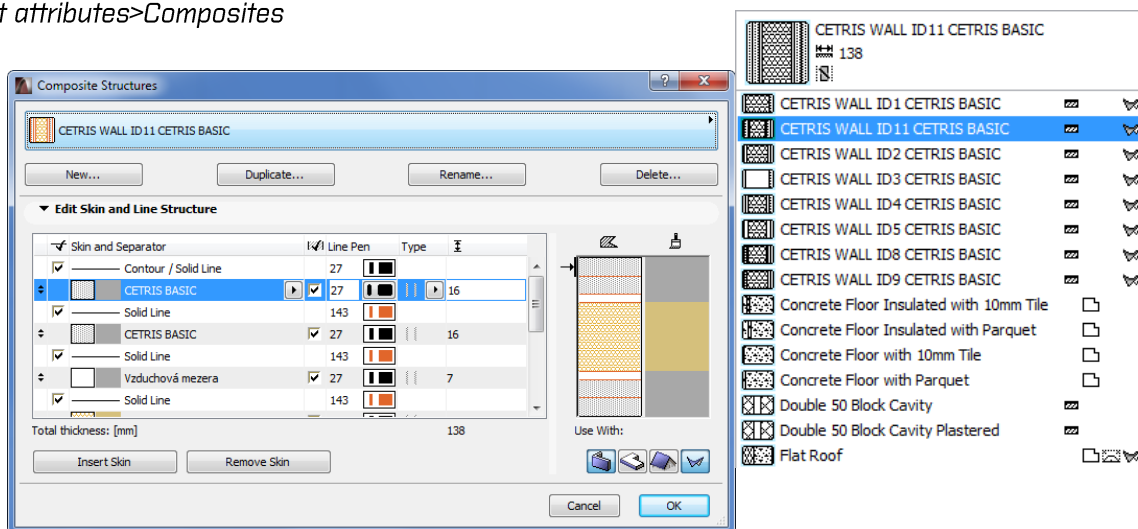 t attributes>Composites
Composite Structures
CETRIS WALL ID11 CETRIS BASIC
New... Duplicate... Rename... Delete...
Edit Skin and Line Structure
Skin and Separator Line Pen Type
Contour / Solid Line 27
CETRIS BASIC 27 16
Solid Line 143
CETRIS BASIC 27 16
Solid Line 143
Vzduchová mezera 27 7
Solid Line 143
Total thickness: [mm] 138 Use With:
Insert Skin Remove Skin
Cancel OK
CETRIS WALL ID11 CETRIS BASIC
138
CETRIS WALL ID1 CETRIS BASIC
CETRIS WALL ID11 CETRIS BASIC
CETRIS WALL ID2 CETRIS BASIC
CETRIS WALL ID3 CETRIS BASIC
CETRIS WALL ID4 CETRIS BASIC
CETRIS WALL ID5 CETRIS BASIC
CETRIS WALL ID8 CETRIS BASIC
CETRIS WALL ID9 CETRIS BASIC
Concrete Floor Insulated with 10mm Tile
Concrete Floor Insulated with Parquet
Concrete Floor with 10mm Tile
Concrete Floor with Parquet
Double 50 Block Cavity
Double 50 Block Cavity Plastered
Flat Roof